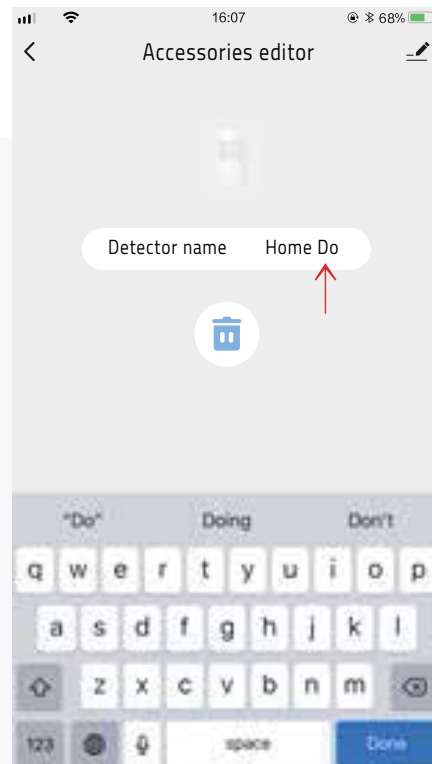 16:07 68%
Accessories editor
Detector name Home Do
"Do" Doing Don't
q w e r t y u i o p
a s d f g h j k l
z x c v b n m
123 space Done